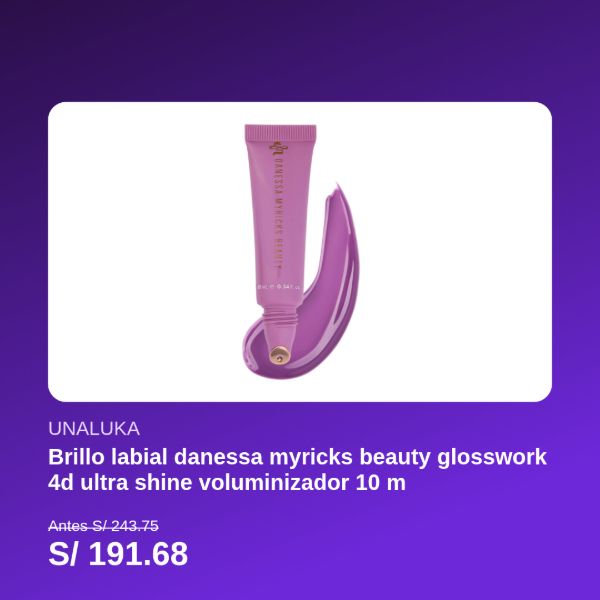 DANESSA MYRICKS BEAUTY
UNALUKA
Brillo labial danessa myricks beauty glosswork
4d ultra shine voluminizador 10 m
Antes S/ 243.75
S/ 191.68